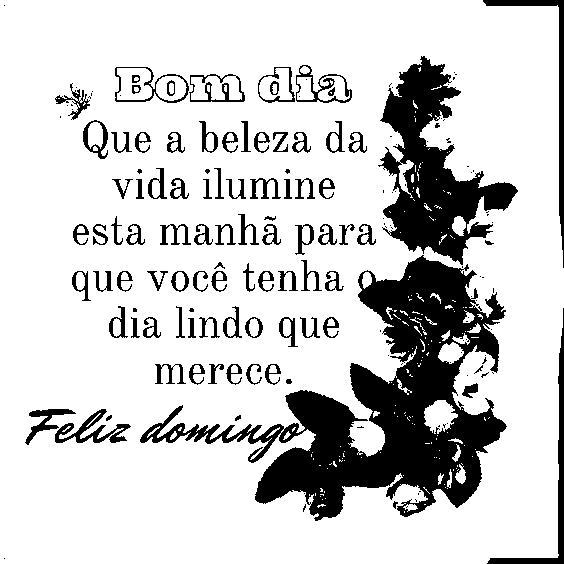 Bom dia
Que a beleza da
vida ilumine
esta manhã para
que você tenha o
dia lindo que
merece.
Feliz domingo